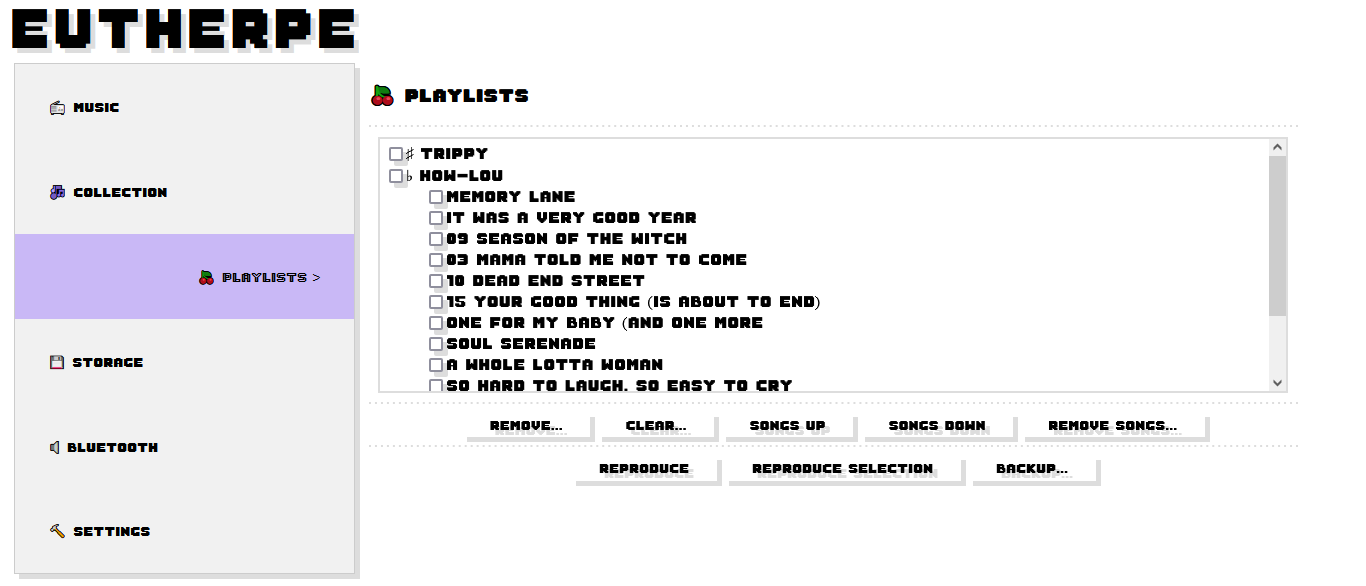 EUTHERPE
MUSIC
COLLECTION
PLAYLISTS >
STORAGE
BLUETOOTH
SETTINGS
PLAYLISTS
♯ TRIPPY
♭ HOW-LOU
MEMORY LANE
IT WAS A VERY GOOD YEAR
09 SEASON OF THE WITCH
03 MAMA TOLD ME NOT TO COME
10 DEAD END STREET
15 YOUR GOOD THING (IS ABOUT TO END)
ONE FOR MY BABY (AND ONE MORE
SOUL SERENADE
A WHOLE LOTTA WOMAN
SO HARD TO LAUGH, SO EASY TO CRY
REMOVE... CLEAR... SONGS UP SONGS DOWN REMOVE SONGS...
REPRODUCE REPRODUCE SELECTION BACKUP...